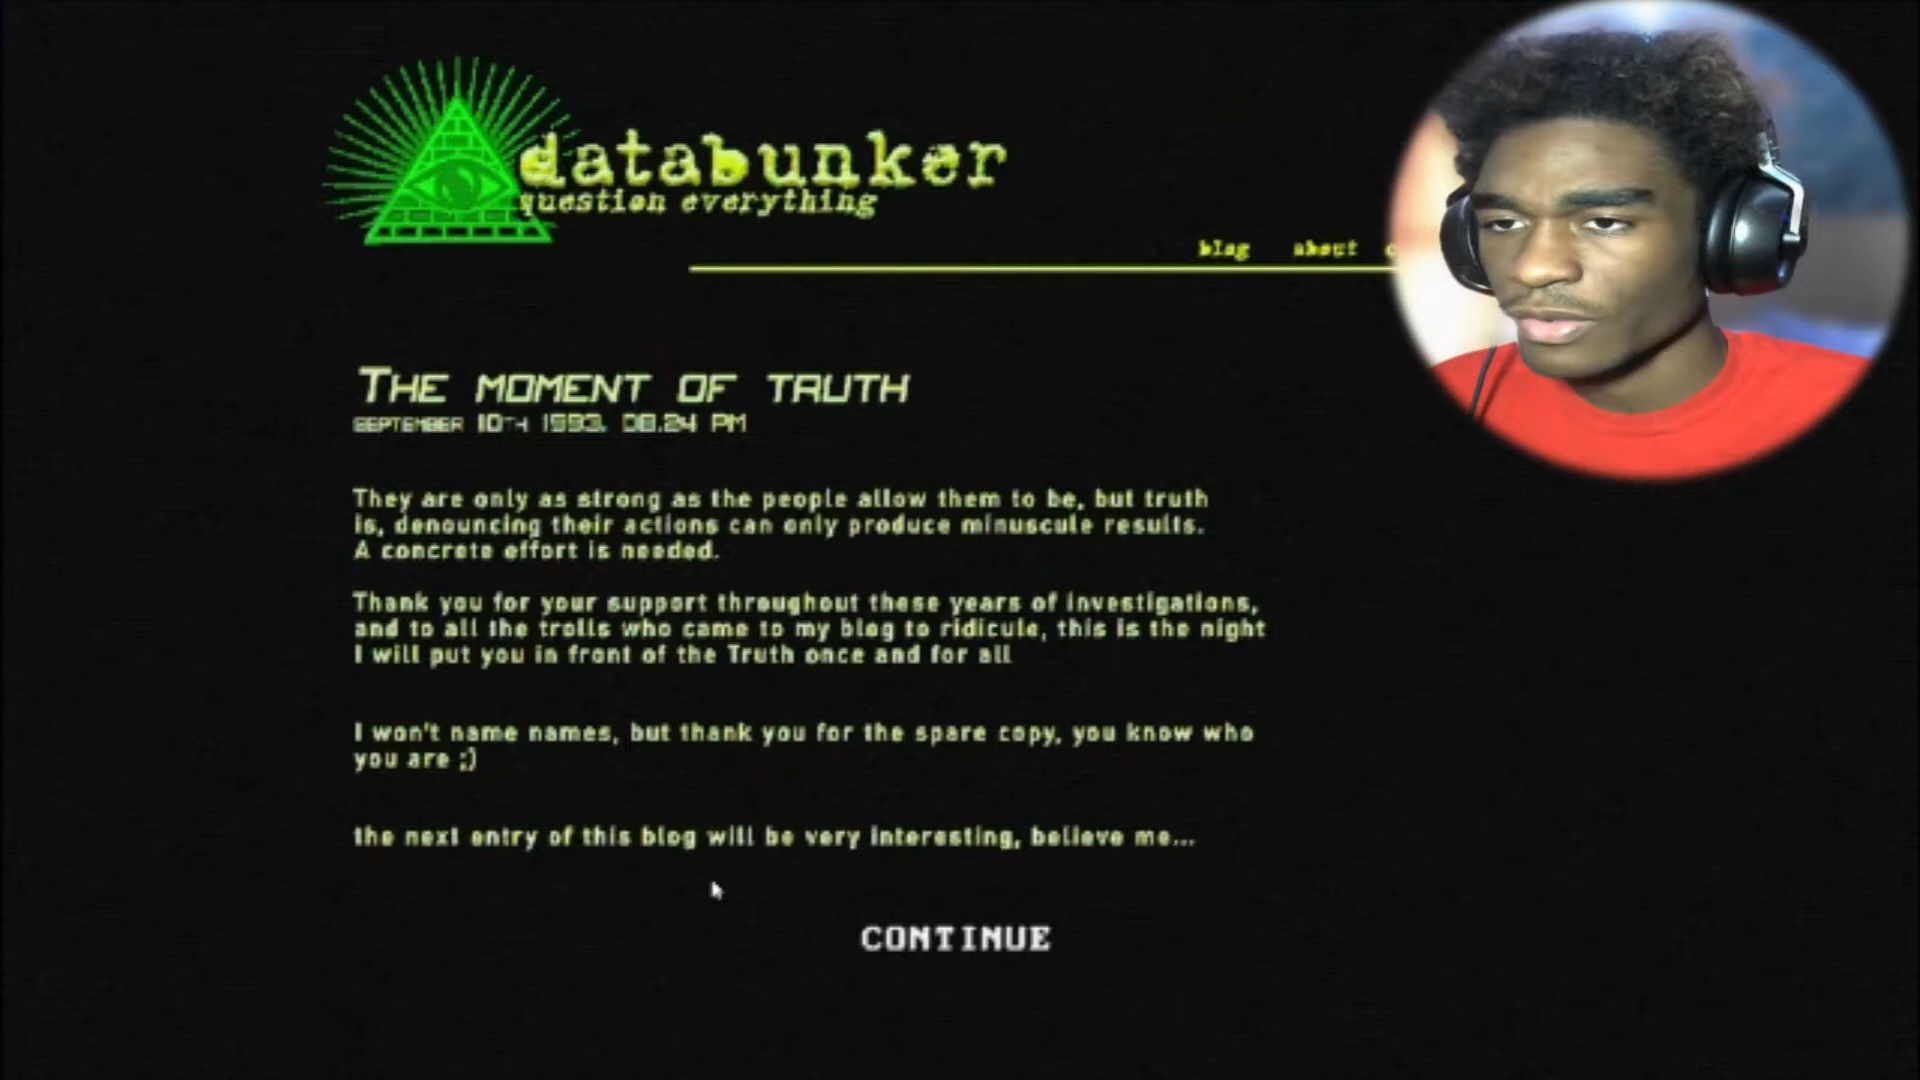 databunker
question everything
blog about
THE MOMENT OF TRUTH
SEPTEMBER 10TH 1993, 08.24 PM
They are only as strong as the people allow them to be, but truth
is, denouncing their actions can only produce minuscule results.
A concrete effort is needed.
Thank you for your support throughout these years of investigations,
and to all the trolls who came to my blog to ridicule, this is the night
I will put you in front of the Truth once and for all
I won't name names, but thank you for the spare copy, you know who
you are ;)
the next entry of this blog will be very interesting, believe me...
CONTINUE